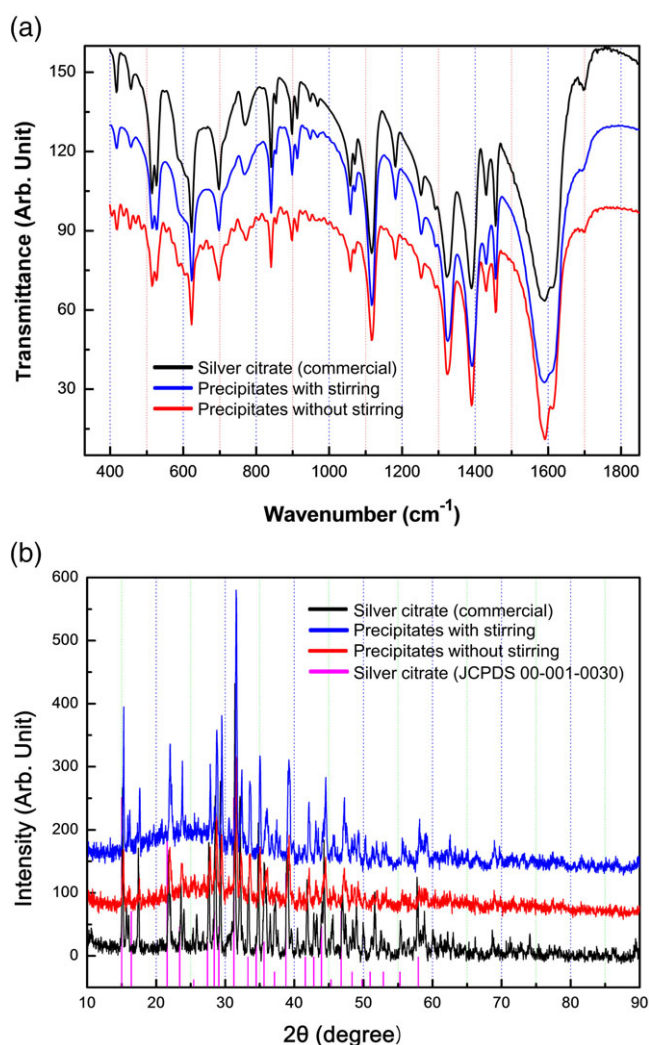 (a)
150
120
90
60
30
Transmittance (Arb. Unit)
Silver citrate (commercial)
Precipitates with stirring
Precipitates without stirring
400 600 800 1000 1200 1400 1600 1800
Wavenumber (cm⁻¹)
(b)
600
500
400
300
200
100
0
Intensity (Arb. Unit)
Silver citrate (commercial)
Precipitates with stirring
Precipitates without stirring
Silver citrate (JCPDS 00-001-0030)
10 20 30 40 50 60 70 80 90
2θ (degree)